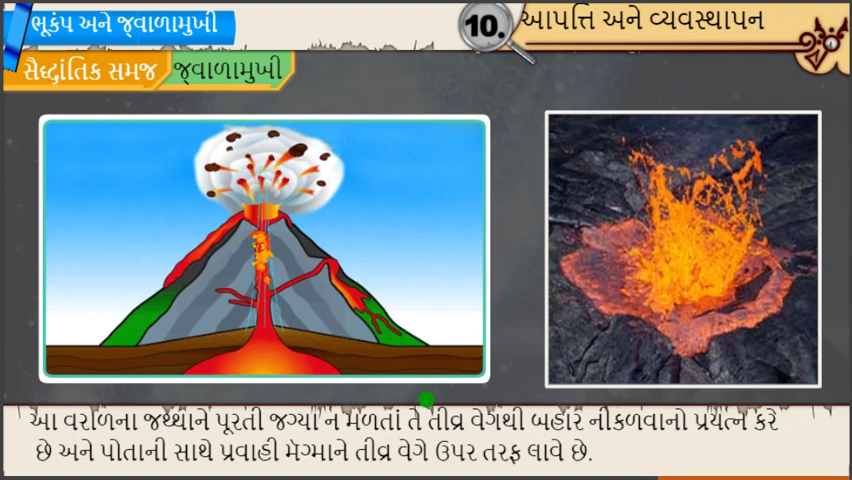 ભૂકંપ અને જ્વાળામુખી
10. આપત્તિ અને વ્યવસ્થાપન
સૈદ્ધાંતિક સમજ જ્વાળામુખી
આ વરાળના જથ્થાને પૂરતી જગ્યા ન મળતાં તે તીવ્ર વેગથી બહાર નીકળવાનો પ્રયત્ન કરે
છે અને પોતાની સાથે પ્રવાહી મૅગ્માને તીવ્ર વેગે ઉપર તરફ લાવે છે.